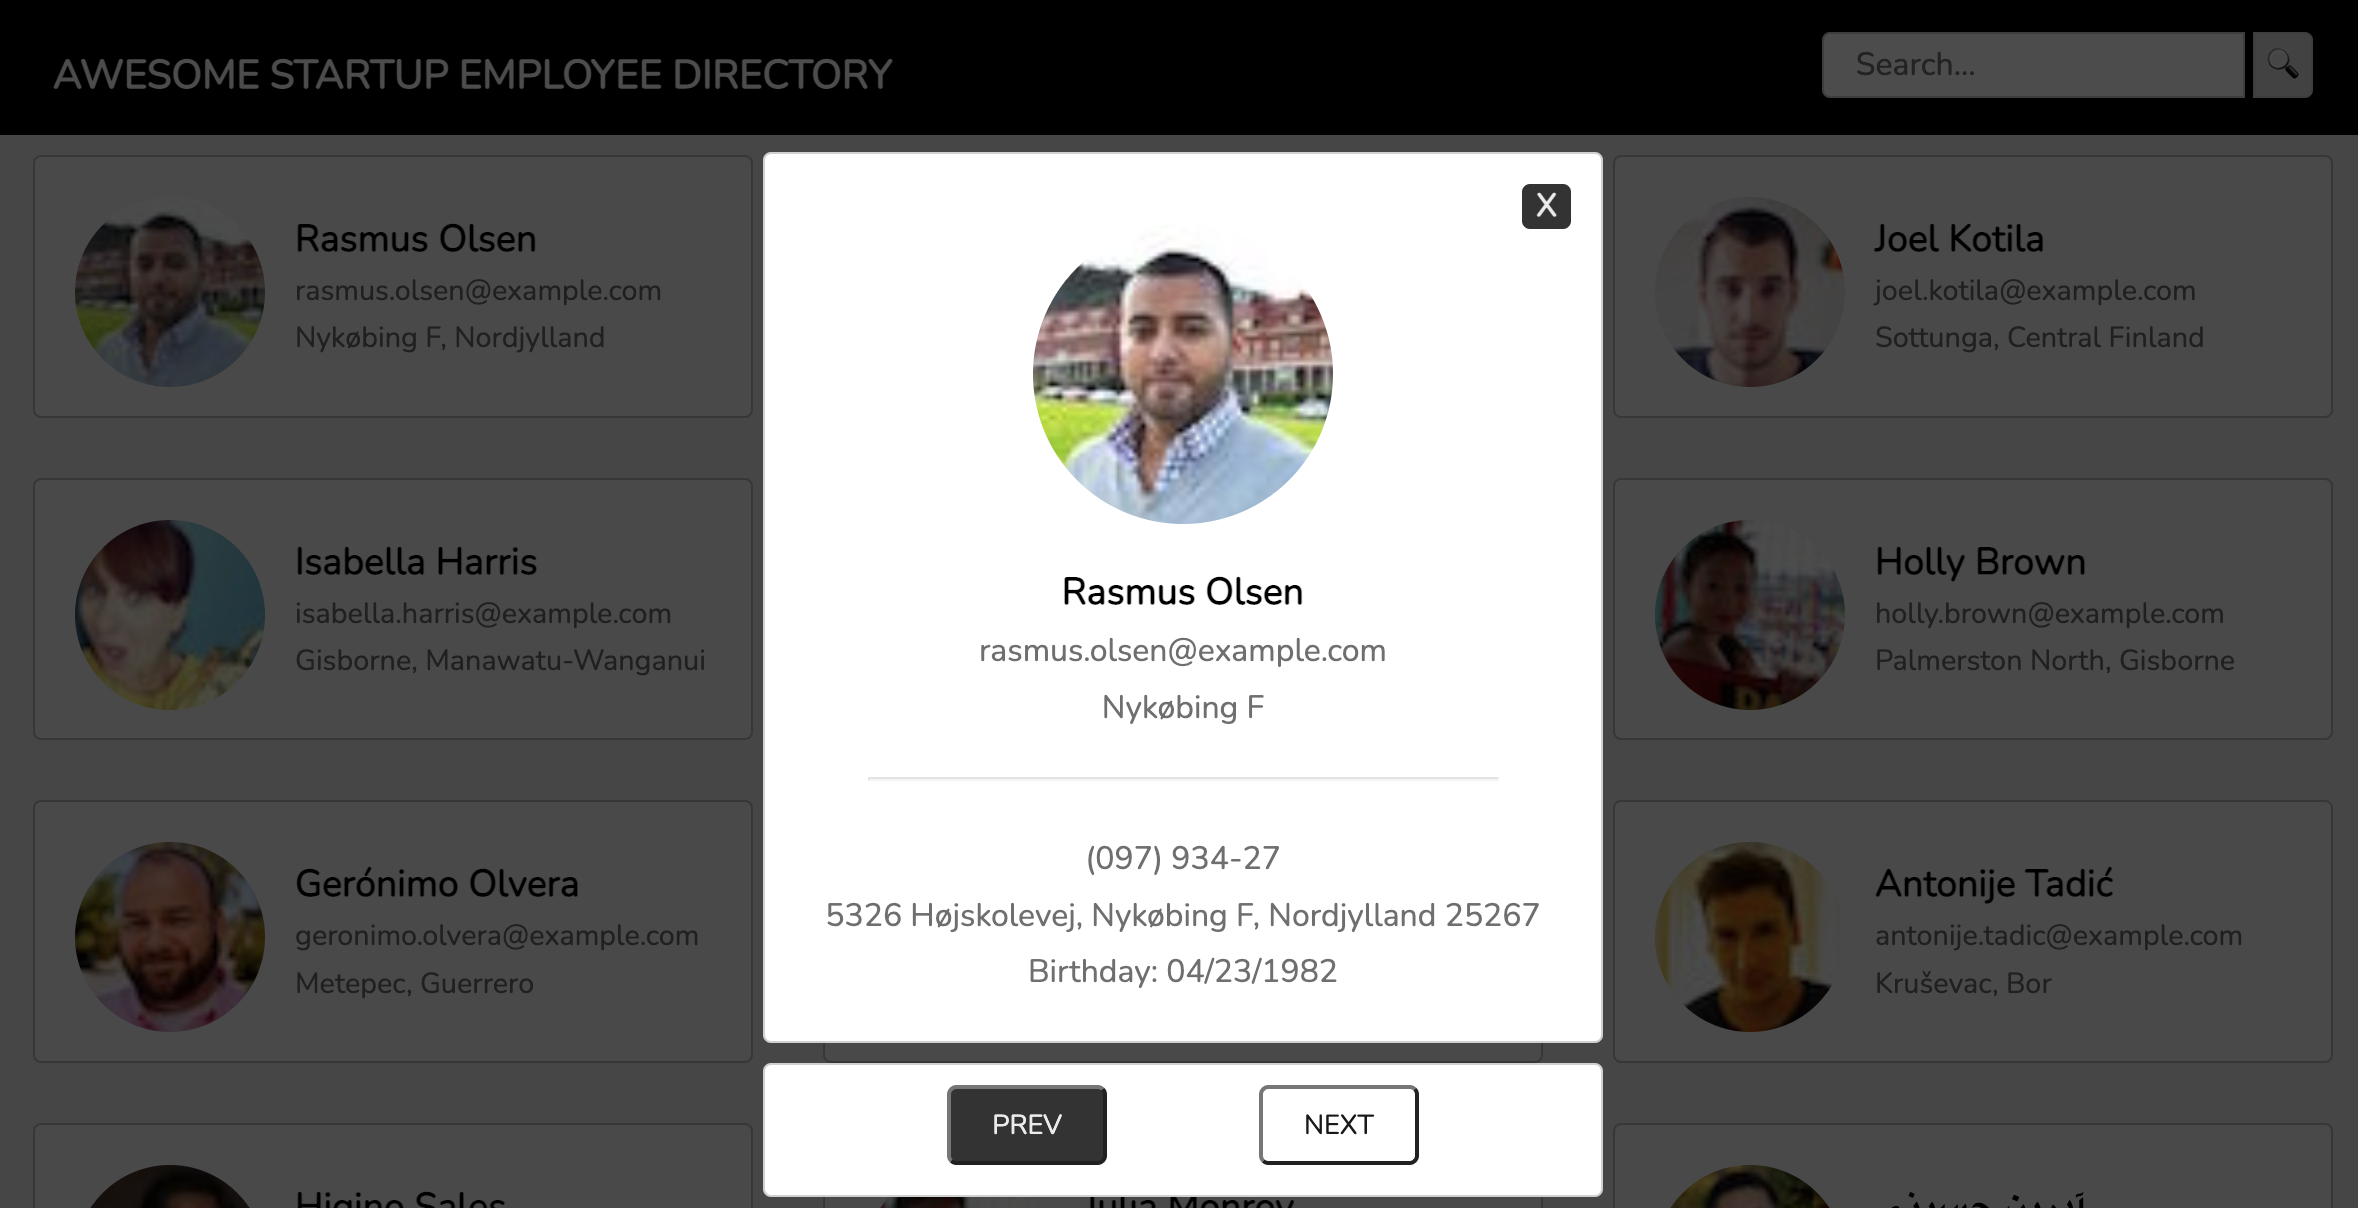 AWESOME STARTUP EMPLOYEE DIRECTORY
Search...
Rasmus Olsen
rasmus.olsen@example.com
Nykøbing F, Nordjylland
Isabella Harris
isabella.harris@example.com
Gisborne, Manawatu-Wanganui
Gerónimo Olvera
geronimo.olvera@example.com
Metepec, Guerrero
Higino Sales
X
Rasmus Olsen
rasmus.olsen@example.com
Nykøbing F
(097) 934-27
5326 Højskolevej, Nykøbing F, Nordjylland 25267
Birthday: 04/23/1982
PREV
NEXT
Julia Monroy
Joel Kotila
joel.kotila@example.com
Sottunga, Central Finland
Holly Brown
holly.brown@example.com
Palmerston North, Gisborne
Antonije Tadić
antonije.tadic@example.com
Kruševac, Bor